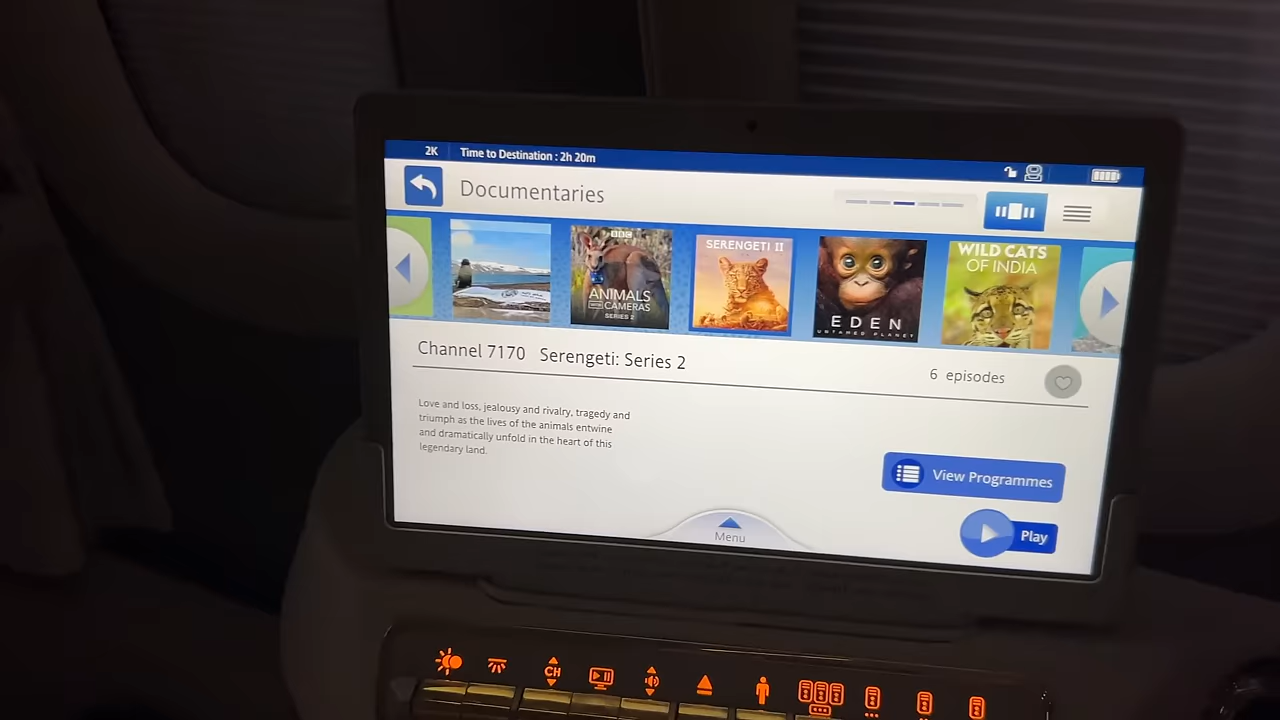 2K Time to Destination : 2h 20m
Documentaries
BBC
ANIMALS
WITH CAMERAS
SERIES 2
SERENGETI II
EDEN
UNTAMED PLANET
WILD CATS
OF INDIA
Channel 7170 Serengeti: Series 2
6 episodes
Love and loss, jealousy and rivalry, tragedy and
triumph as the lives of the animals entwine
and dramatically unfold in the heart of this
legendary land.
View Programmes
Menu
Play
CH